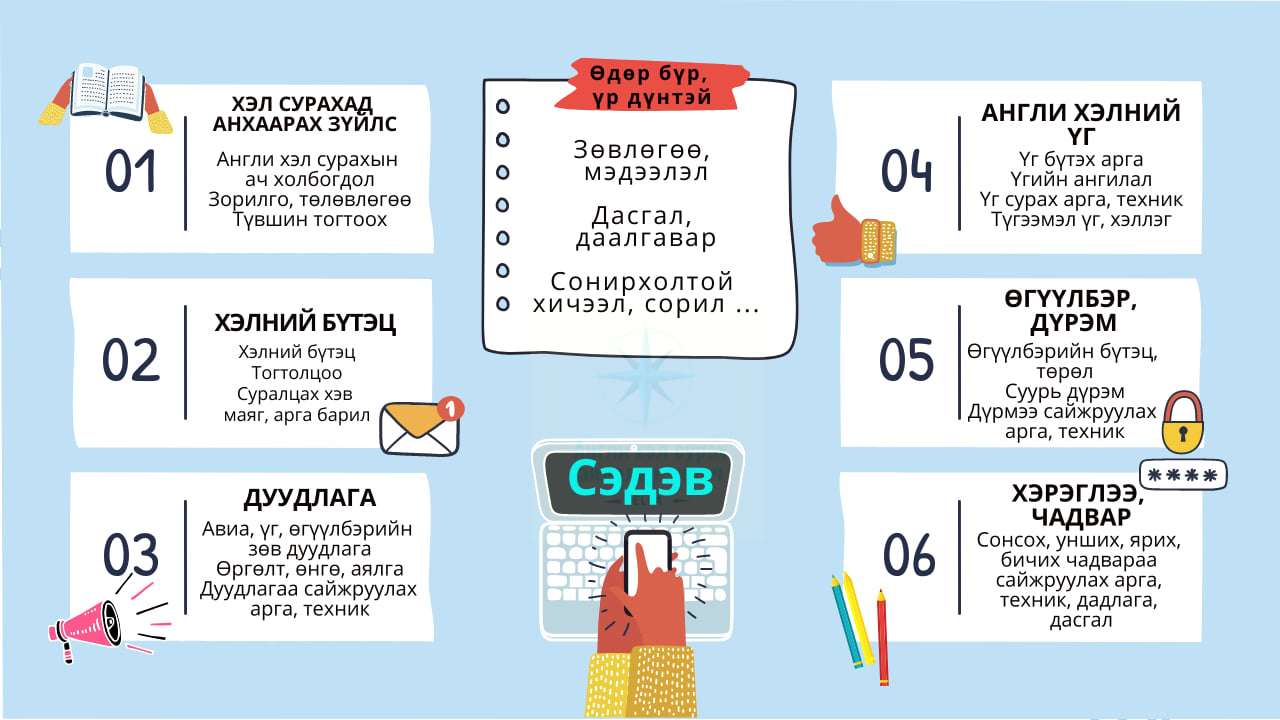 01
ХЭЛ СУРАХАД
АНХААРАХ ЗҮЙЛС
Англи хэл сурахын
ач холбогдол
Зорилго, төлөвлөгөө
Түвшин тогтоох
02
ХЭЛНИЙ БҮТЭЦ
Хэлний бүтэц
Тогтолцоо
Суралцах хэв
маяг, арга барил
1
03
ДУУДЛАГА
Авиа, үг, өгүүлбэрийн
зөв дуудлага
Өргөлт, өнгө, аялга
Дуудлагаа сайжруулах
арга, техник
Өдөр бүр,
үр дүнтэй
Зөвлөгөө,
мэдээлэл
Дасгал,
даалгавар
Сонирхолтой
хичээл, сорил ...
Сэдэв
04
АНГЛИ ХЭЛНИЙ
ҮГ
Үг бүтэх арга
Үгийн ангилал
Үг сурах арга, техник
Түгээмэл үг, хэллэг
05
ӨГҮҮЛБЭР,
ДҮРЭМ
Өгүүлбэрийн бүтэц,
төрөл
Суурь дүрэм
Дүрмээ сайжруулах
арга, техник
****
06
ХЭРЭГЛЭЭ,
ЧАДВАР
Сонсох, унших, ярих,
бичих чадвараа
сайжруулах арга,
техник, дадлага,
дасгал